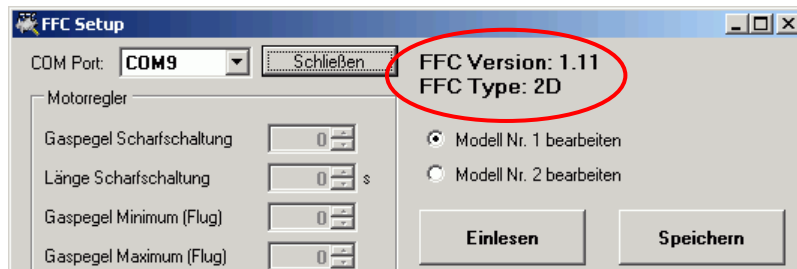 FFC Setup
COM Port: COM9 Schließen
FFC Version: 1.11
FFC Type: 2D
Motorregler
Gaspegel Scharfschaltung 0
Länge Scharfschaltung 0 s
Gaspegel Minimum (Flug) 0
Gaspegel Maximum (Flug) 0
Modell Nr. 1 bearbeiten
Modell Nr. 2 bearbeiten
Einlesen Speichern